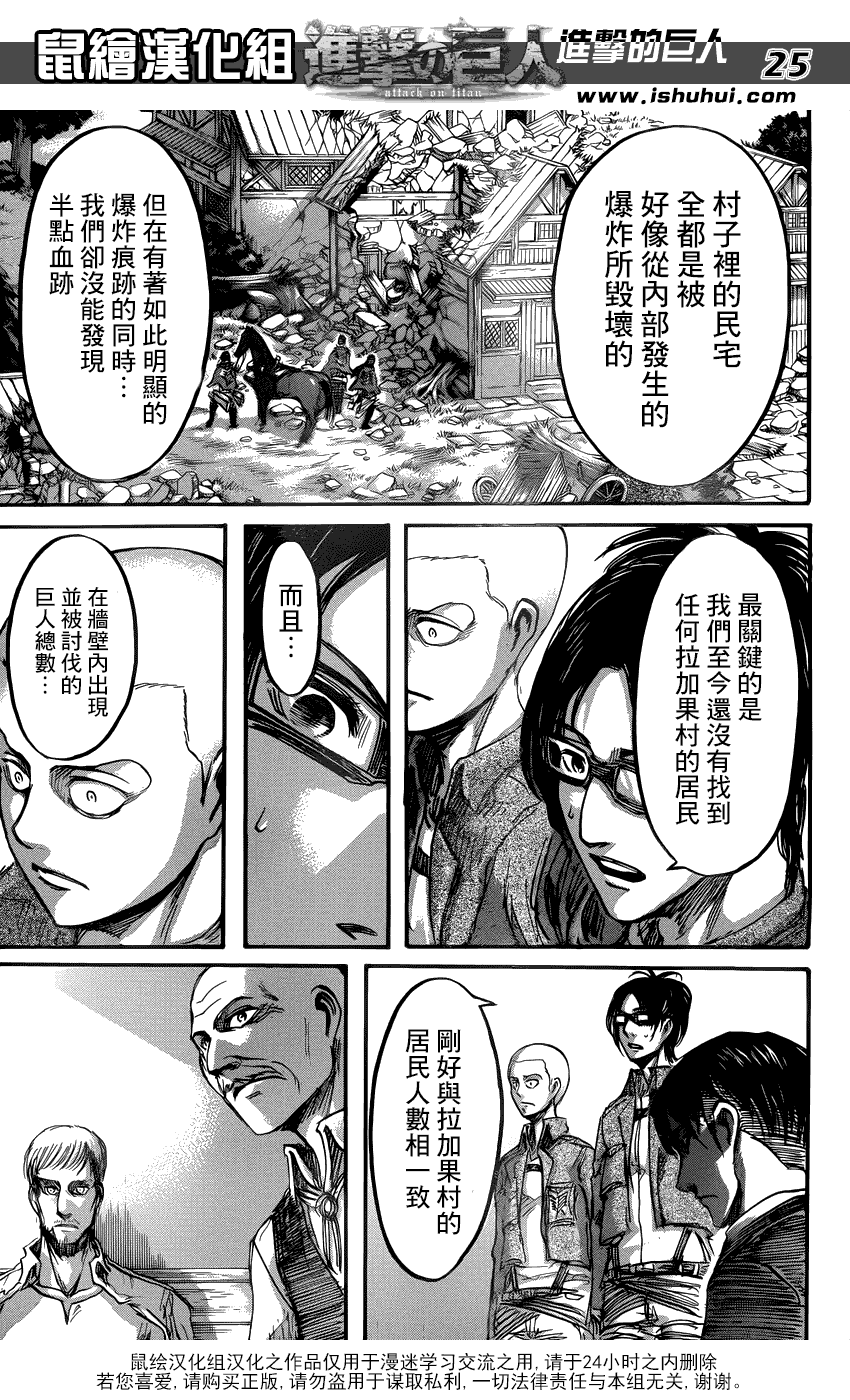 鼠繪漢化組
進撃の巨人
attack on titan
進擊的巨人
25
www.ishuhui.com
村子裡的民宅
全都是被
好像從內部發生的
爆炸所毀壞的
但在有著如此明顯的
爆炸痕跡的同時…
我們卻沒能發現
半點血跡
最關鍵的是
我們至今還沒有找到
任何拉加果村的居民
而且…
在牆壁內出現
並被討伐的
巨人總數…
剛好與拉加果村的
居民人數相一致
鼠绘汉化组汉化之作品仅用于漫迷学习交流之用, 请于24小时之内删除
若您喜爱, 请购买正版, 请勿盗用于谋取私利, 一切法律责任与本组无关, 谢谢。